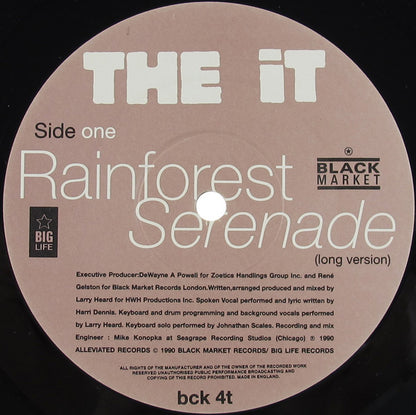 THE iT
Side one
Rainforest
Serenade
(long version)
BLACK
MARKET
BIG
LIFE
Executive Producer:DeWayne A Powell for Zoetica Handlings Group Inc. and René
Gelston for Black Market Records London.Written,arranged produced and mixed by
Larry Heard for HWH Productions Inc. Spoken Vocal performed and lyric written by
Harri Dennis. Keyboard and drum programming and background vocals performed
by Larry Heard. Keyboard solo performed by Johnathan Scales. Recording and mix
Engineer : Mike Konopka at Seagrape Recording Studios (Chicago) ℗ 1990
ALLEVIATED RECORDS © 1990 BLACK MARKET RECORDS/ BIG LIFE RECORDS
ALL RIGHTS OF THE MANUFACTURER AND OF THE OWNER OF THE RECORDED WORK
RESERVED UNAUTHORISED PUBLIC PERFORMANCE BROADCASTING AND
COPYING OF THIS RECORD PROHIBITED. MADE IN ENGLAND.
bck 4t